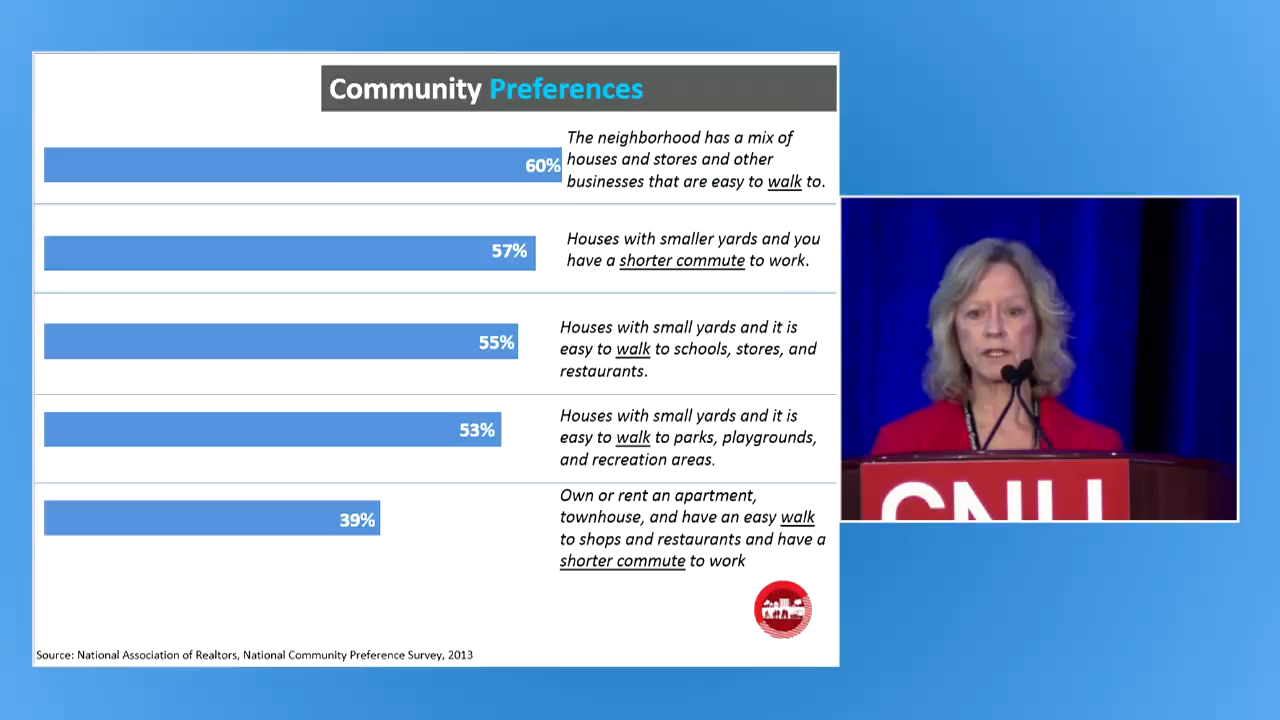 Community Preferences
60%
The neighborhood has a mix of
houses and stores and other
businesses that are easy to walk to.
57%
Houses with smaller yards and you
have a shorter commute to work.
55%
Houses with small yards and it is
easy to walk to schools, stores, and
restaurants.
53%
Houses with small yards and it is
easy to walk to parks, playgrounds,
and recreation areas.
39%
Own or rent an apartment,
townhouse, and have an easy walk
to shops and restaurants and have a
shorter commute to work
Source: National Association of Realtors, National Community Preference Survey, 2013
CNU